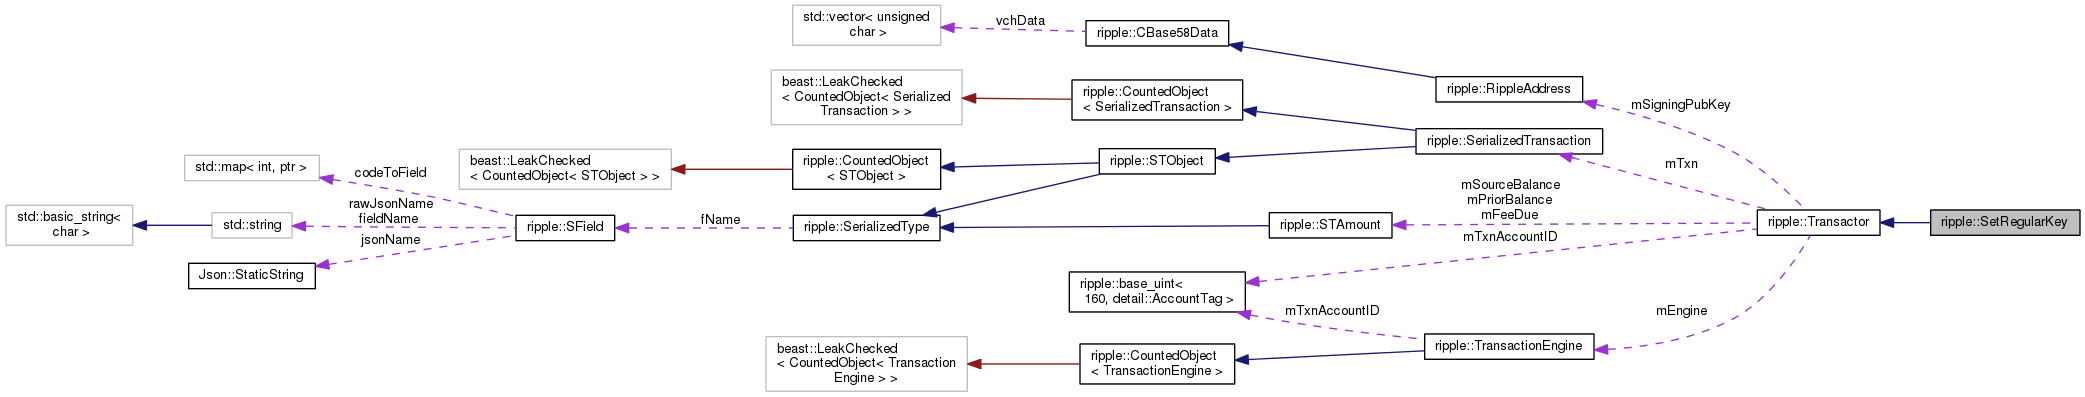 std::vector< unsigned
char >
vchData
ripple::CBase58Data
beast::LeakChecked
< CountedObject< Serialized
Transaction > >
ripple::CountedObject
< SerializedTransaction >
ripple::RippleAddress
mSigningPubKey
ripple::SerializedTransaction
mTxn
std::map< int, ptr >
codeToField
beast::LeakChecked
< CountedObject< STObject > >
ripple::CountedObject
< STObject >
ripple::STObject
std::basic_string<
char >
std::string
rawJsonName
fieldName
jsonName
Json::StaticString
ripple::SField
fName
ripple::SerializedType
ripple::STAmount
mSourceBalance
mPriorBalance
mFeeDue
mTxnAccountID
ripple::Transactor
ripple::SetRegularKey
ripple::base_uint<
160, detail::AccountTag >
mTxnAccountID
mEngine
ripple::TransactionEngine
beast::LeakChecked
< CountedObject< Transaction
Engine > >
ripple::CountedObject
< TransactionEngine >